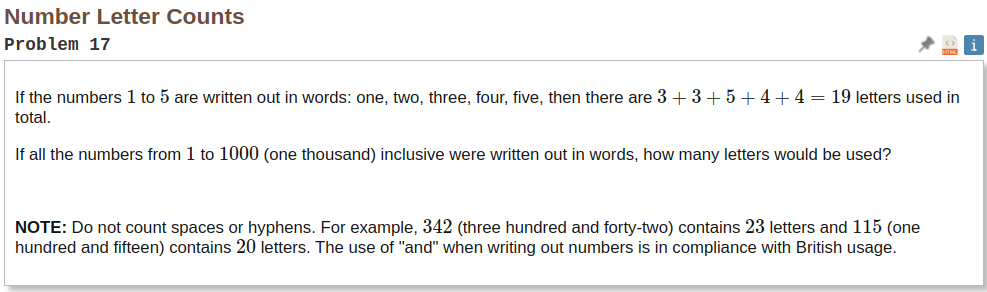 Number Letter Counts
Problem 17
HTML
i
If the numbers 1 to 5 are written out in words: one, two, three, four, five, then there are 3 + 3 + 5 + 4 + 4 = 19 letters used in
total.
If all the numbers from 1 to 1000 (one thousand) inclusive were written out in words, how many letters would be used?
NOTE: Do not count spaces or hyphens. For example, 342 (three hundred and forty-two) contains 23 letters and 115 (one
hundred and fifteen) contains 20 letters. The use of "and" when writing out numbers is in compliance with British usage.